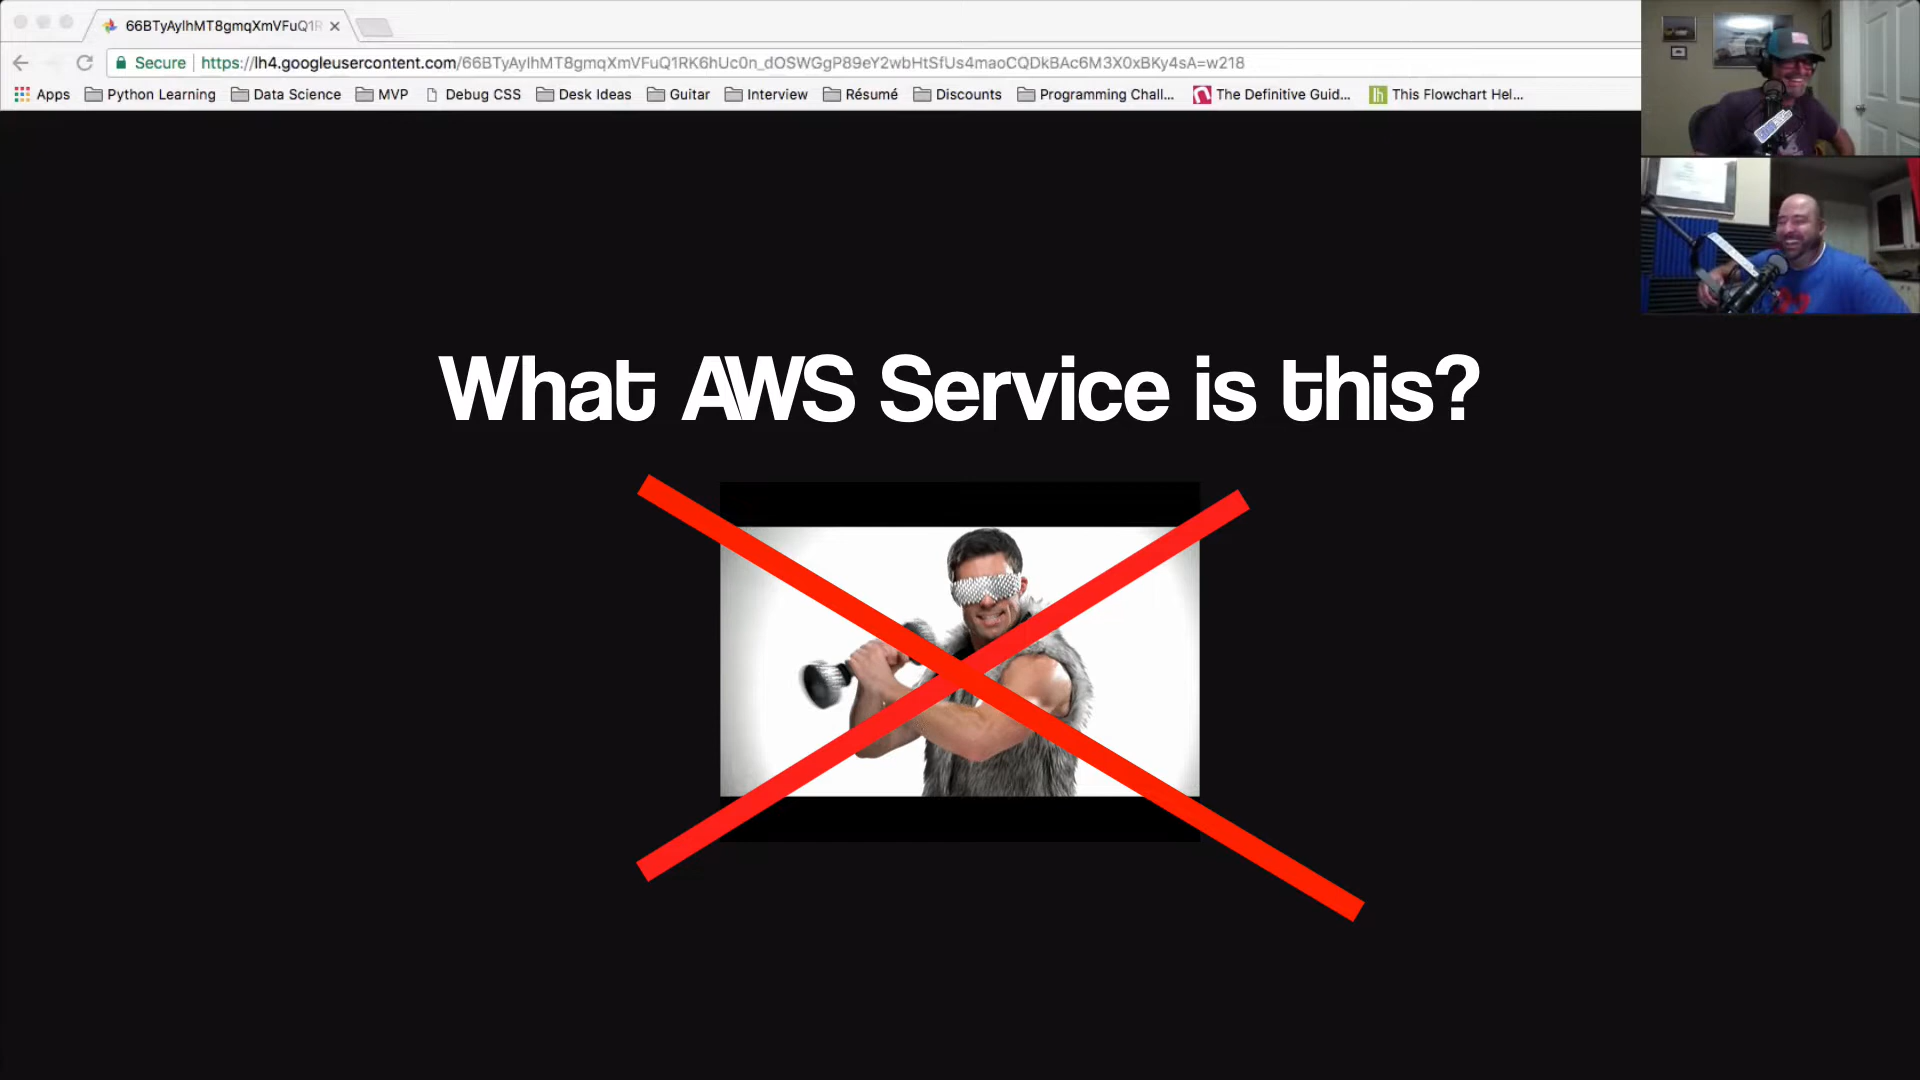 66BTyAylhMT8gmqXmVFuQ1R
Secure
https://lh4.googleusercontent.com/66BTyAylhMT8gmqXmVFuQ1RK6hUc0n_dOSWGgP89eY2wbHtSfUs4maoCQDkBAc6M3X0xBKy4sA=w218
Apps Python Learning Data Science MVP Debug CSS Desk Ideas Guitar Interview Résumé Discounts Programming Chall... The Definitive Guid... This Flowchart Hel...
What AWS Service is this?